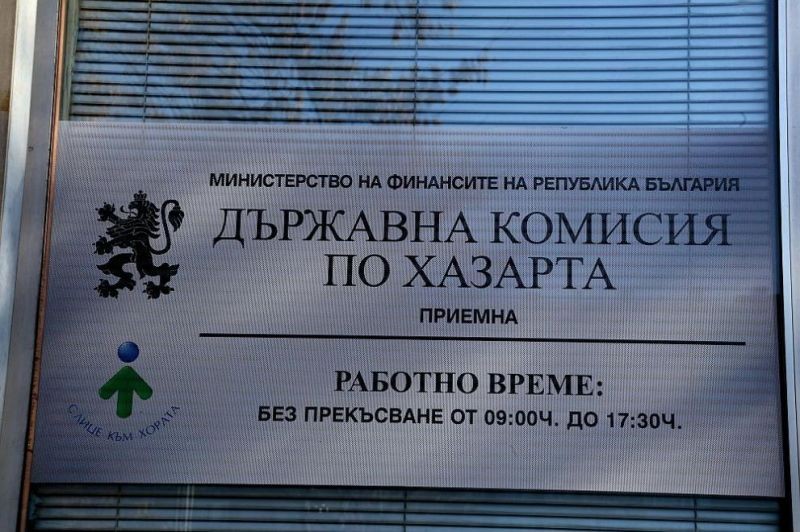 МИНИСТЕРСТВО НА ФИНАНСИТЕ НА РЕПУБЛИКА БЪЛГАРИЯ
ДЪРЖАВНА КОМИСИЯ
ПО ХАЗАРТА
ПРИЕМНА
РАБОТНО ВРЕМЕ:
БЕЗ ПРЕКЪСВАНЕ ОТ 09:00Ч. ДО 17:30Ч.
С ЛИЦЕ КЪМ ХОРАТА